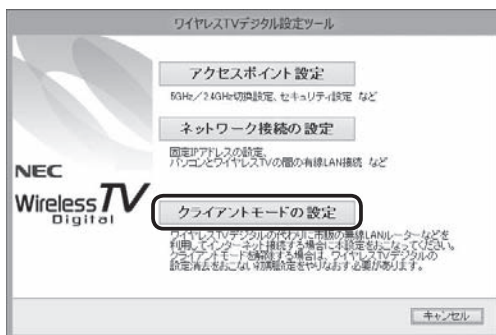 ワイヤレスTVデジタル設定ツール
アクセスポイント設定
5GHz／2.4GHz切換設定、セキュリティ設定 など
ネットワーク接続の設定
固定IPアドレスの設定、
パソコンとワイヤレスTVの間の有線LAN接続 など
NEC
Wireless TV
Digital
クライアントモードの設定
ワイヤレスTVデジタルの代わりに市販の無線LANルーターなどを
利用してインターネット接続する場合に本設定をおこなってください。
クライアントモードを解除する場合は、ワイヤレスTVデジタルの
設定消去をおこない初期設定をやりなおす必要があります。
キャンセル